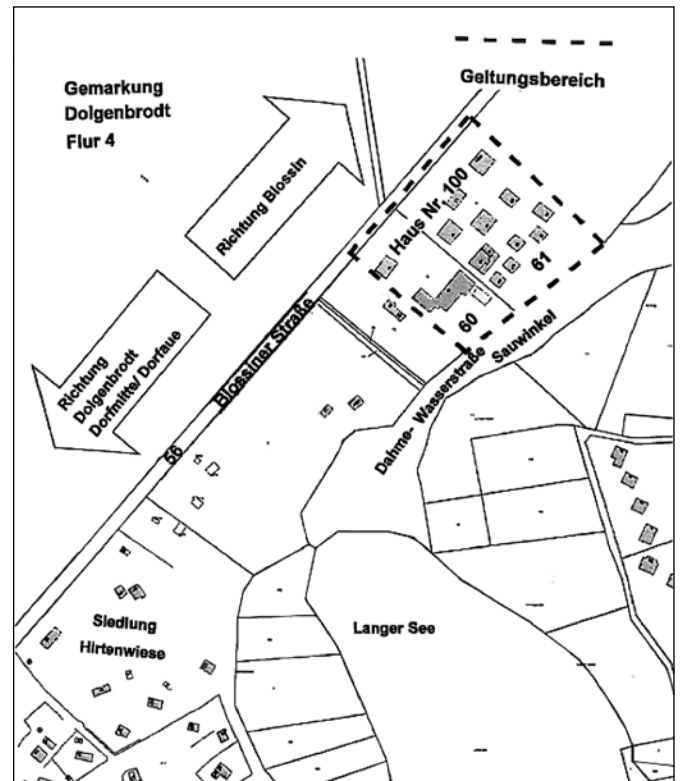 Gemarkung
Dolgenbrodt
Flur 4
Geltungsbereich
Richtung Blossin
Haus Nr. 100
61
60
Richtung
Dolgenbrodt
Dorfmitte/ Dorfaue
Blossiner Straße
56
Dahme- Wasserstraße
Sauwinkel
Siedlung
Hirtenwiese
Langer See